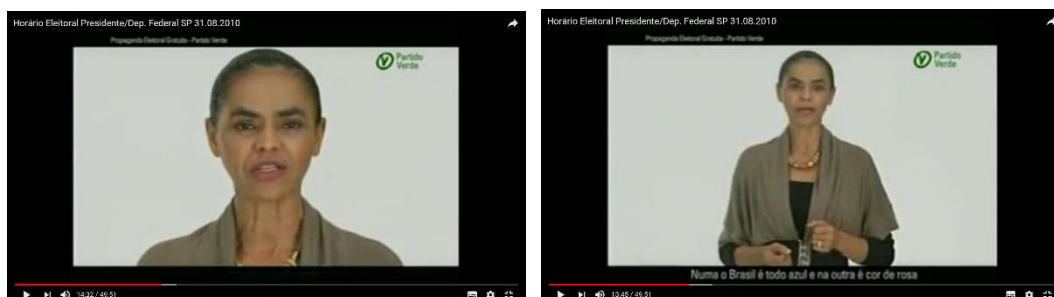 Horário Eleitoral Presidente/Dep. Federal SP 31.08.2010
Propaganda Eleitoral Gratuita - Partido Verde
Partido
Verde
14:32 / 49:51
Horário Eleitoral Presidente/Dep. Federal SP 31.08.2010
Propaganda Eleitoral Gratuita - Partido Verde
Partido
Verde
Numa o Brasil é todo azul e na outra é cor de rosa
13:45 / 49:51